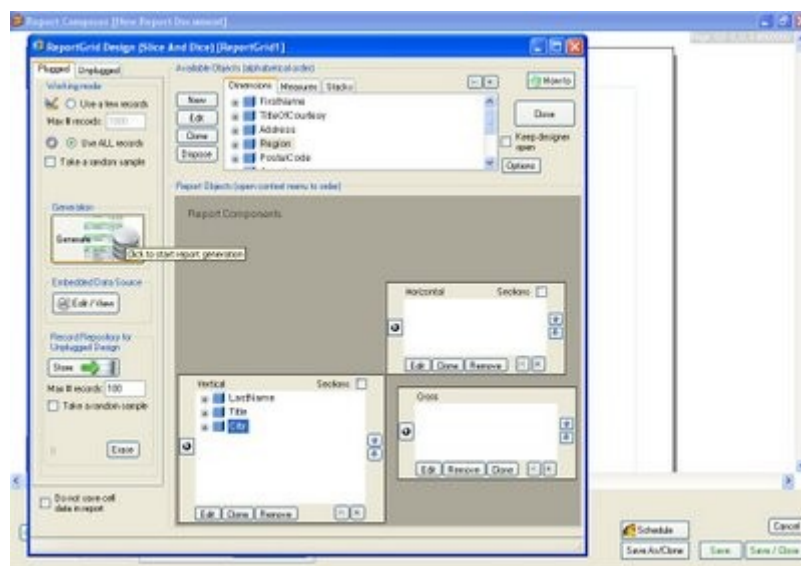 Report Composer [New Report Document]
ReportGrid Design (Slice And Dice) [ReportGrid1]
Plugged Unplugged
Available Objects (alphabetical order)
Working mode
Use a few records
Max # records: 1000
Use ALL records
Take a random sample
Dimensions Measures Stacks
New
Edit
Clone
Dispose
FirstName
TitleOfCourtesy
Address
Region
PostalCode
How to
Close
Keep designer open
Options
Report Objects (open context menu to order)
Generation
Generate
Click to start report generation
Report Components
Embedded Data Source
Edit / View
Record Repository for
Unplugged Design
Store
Max # records: 100
Take a random sample
Erase
Do not save cell
data in report
Horizontal Sections
Edit Clone Remove
Vertical Sections
LastName
Title
City
Edit Clone Remove
Cross
Edit Remove Clone
Schedule
Cancel
Save As/Clone
Save
Save / Close